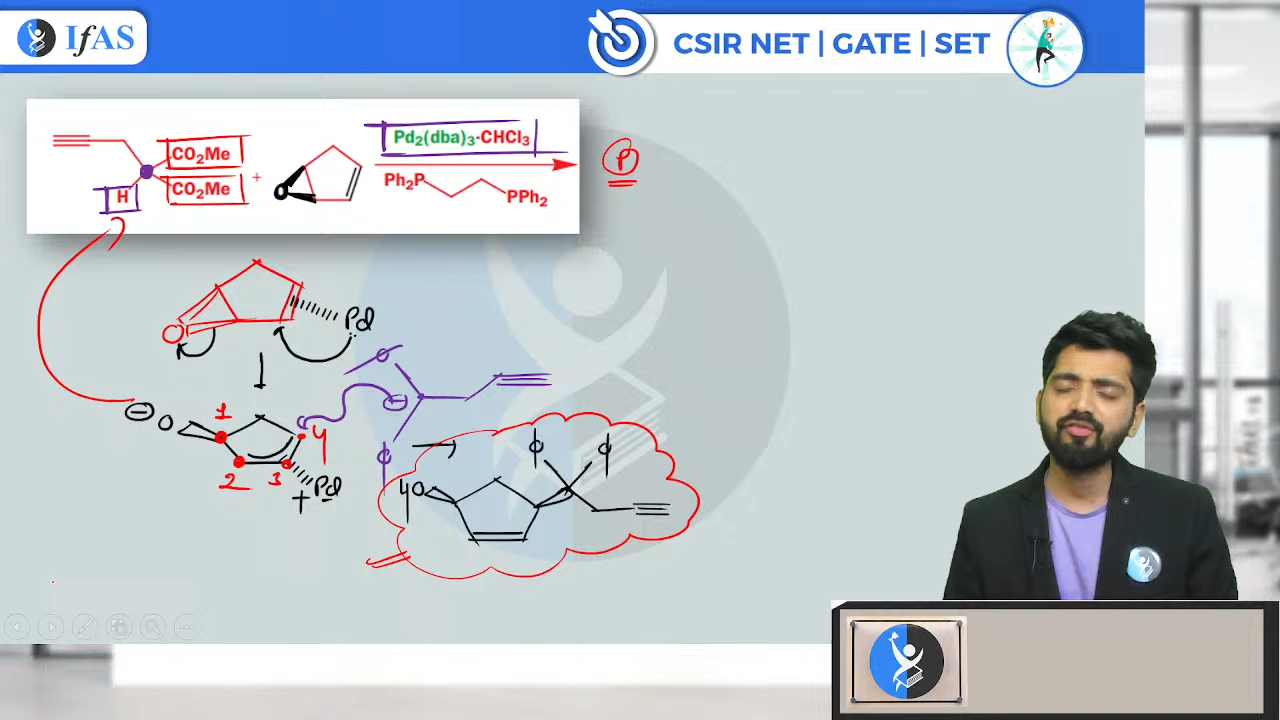 IfAS
CSIR NET | GATE | SET
CO₂Me
CO₂Me
H
+
O
Pd2(dba)₃-CHCl₃
Ph₂P
PPh₂
P
O
Pd
⊖ O
1
2
3
4
+Pd
⊖
HO